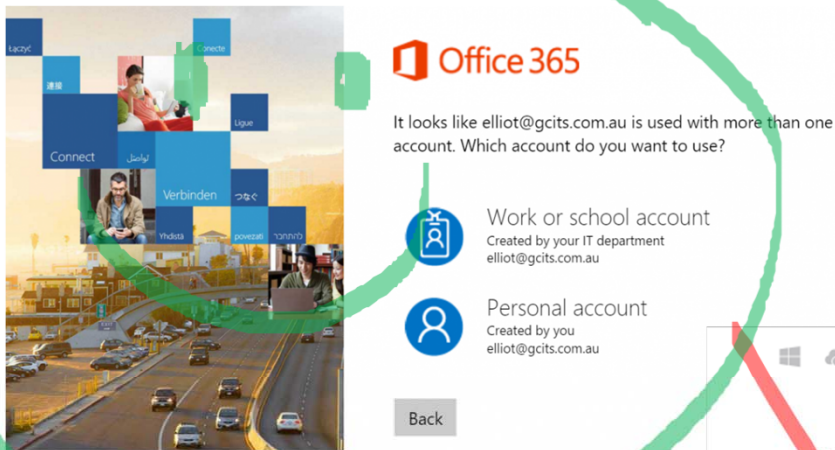 Łączyć
Conecte
連接
Ligue
Connect
تواصل
Verbinden
つなぐ
Yhdistä
povezati
להתחבר
Office 365
It looks like elliot@gcits.com.au is used with more than one
account. Which account do you want to use?
Work or school account
Created by your IT department
elliot@gcits.com.au
Personal account
Created by you
elliot@gcits.com.au
Back